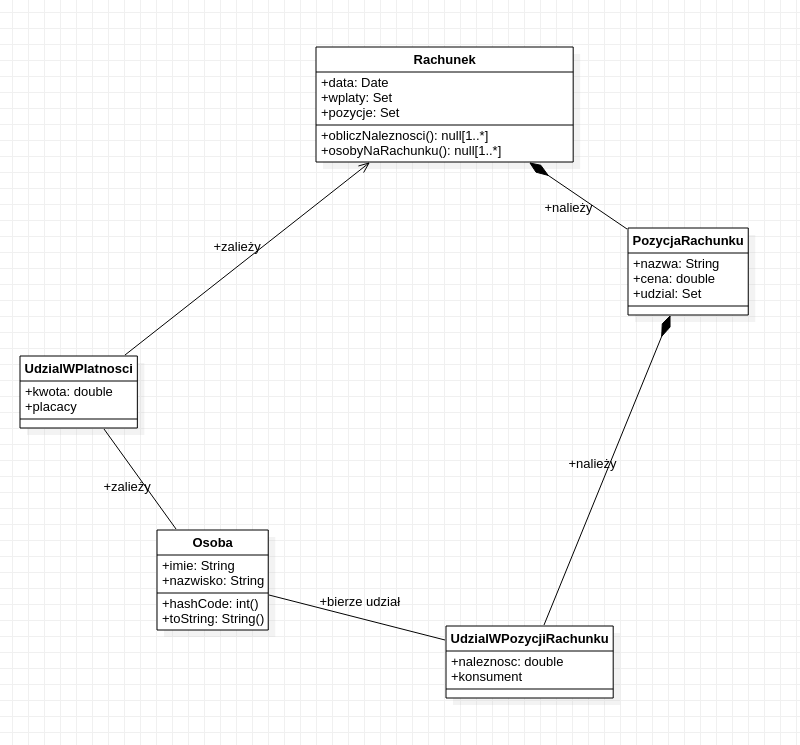 Rachunek
+data: Date
+wplaty: Set
+pozycje: Set
+obliczNaleznosci(): null[1..*]
+osobyNaRachunku(): null[1..*]
+należy
+zalieży
PozycjaRachunku
+nazwa: String
+cena: double
+udzial: Set
UdzialWPlatnosci
+kwota: double
+placacy
+należy
+zalieży
Osoba
+imie: String
+nazwisko: String
+hashCode: int()
+toString: String()
+bierze udział
UdzialWPozycjiRachunku
+naleznosc: double
+konsument